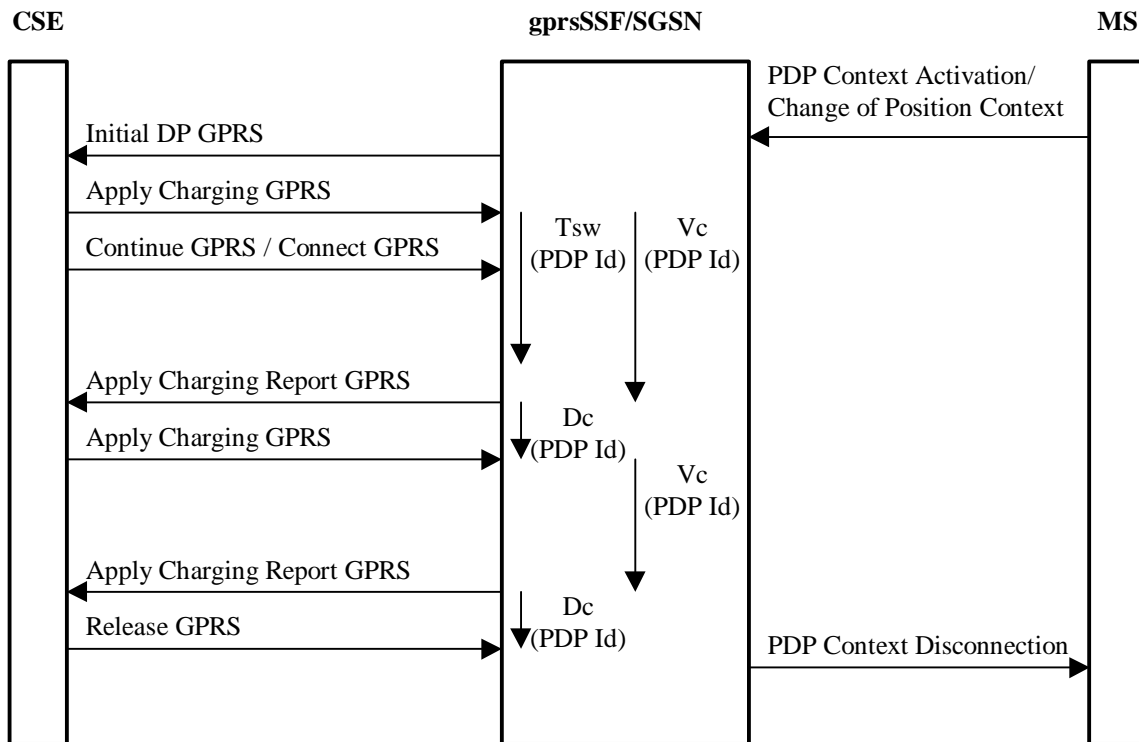 CSE
gprsSSF/SGSN
MS
PDP Context Activation/
Change of Position Context
Initial DP GPRS
Apply Charging GPRS
Tsw
(PDP Id)
Vc
(PDP Id)
Continue GPRS / Connect GPRS
Apply Charging Report GPRS
Dc
(PDP Id)
Apply Charging GPRS
Vc
(PDP Id)
Apply Charging Report GPRS
Dc
(PDP Id)
Release GPRS
PDP Context Disconnection